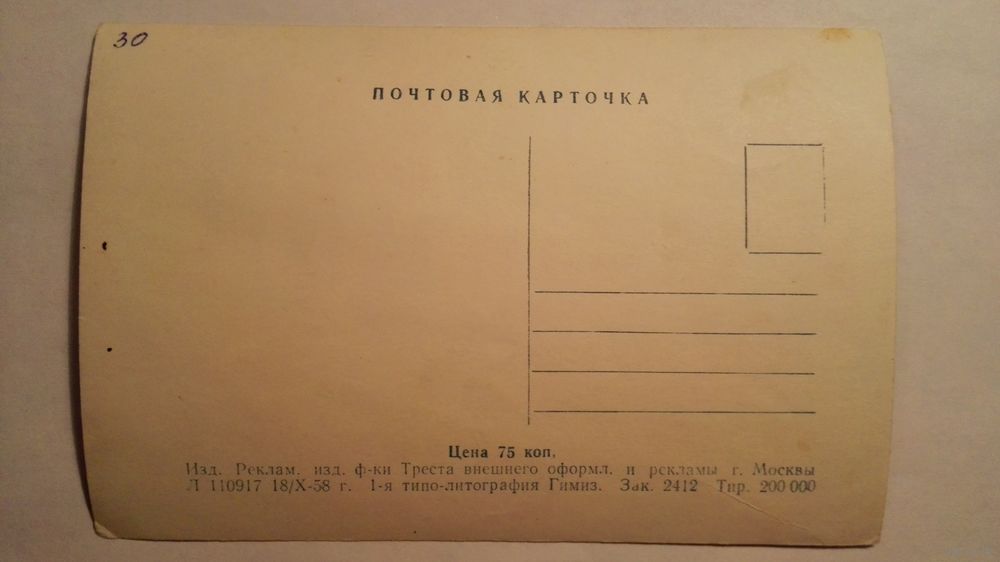 30
ПОЧТОВАЯ КАРТОЧКА
Цена 75 коп.
Изд. Реклам. изд. ф-ки Треста внешнего оформл. и рекламы г. Москвы
Л 110917 18/X-58 г. 1-я типо-литография Гимиз. Зак. 2412 Тир. 200 000